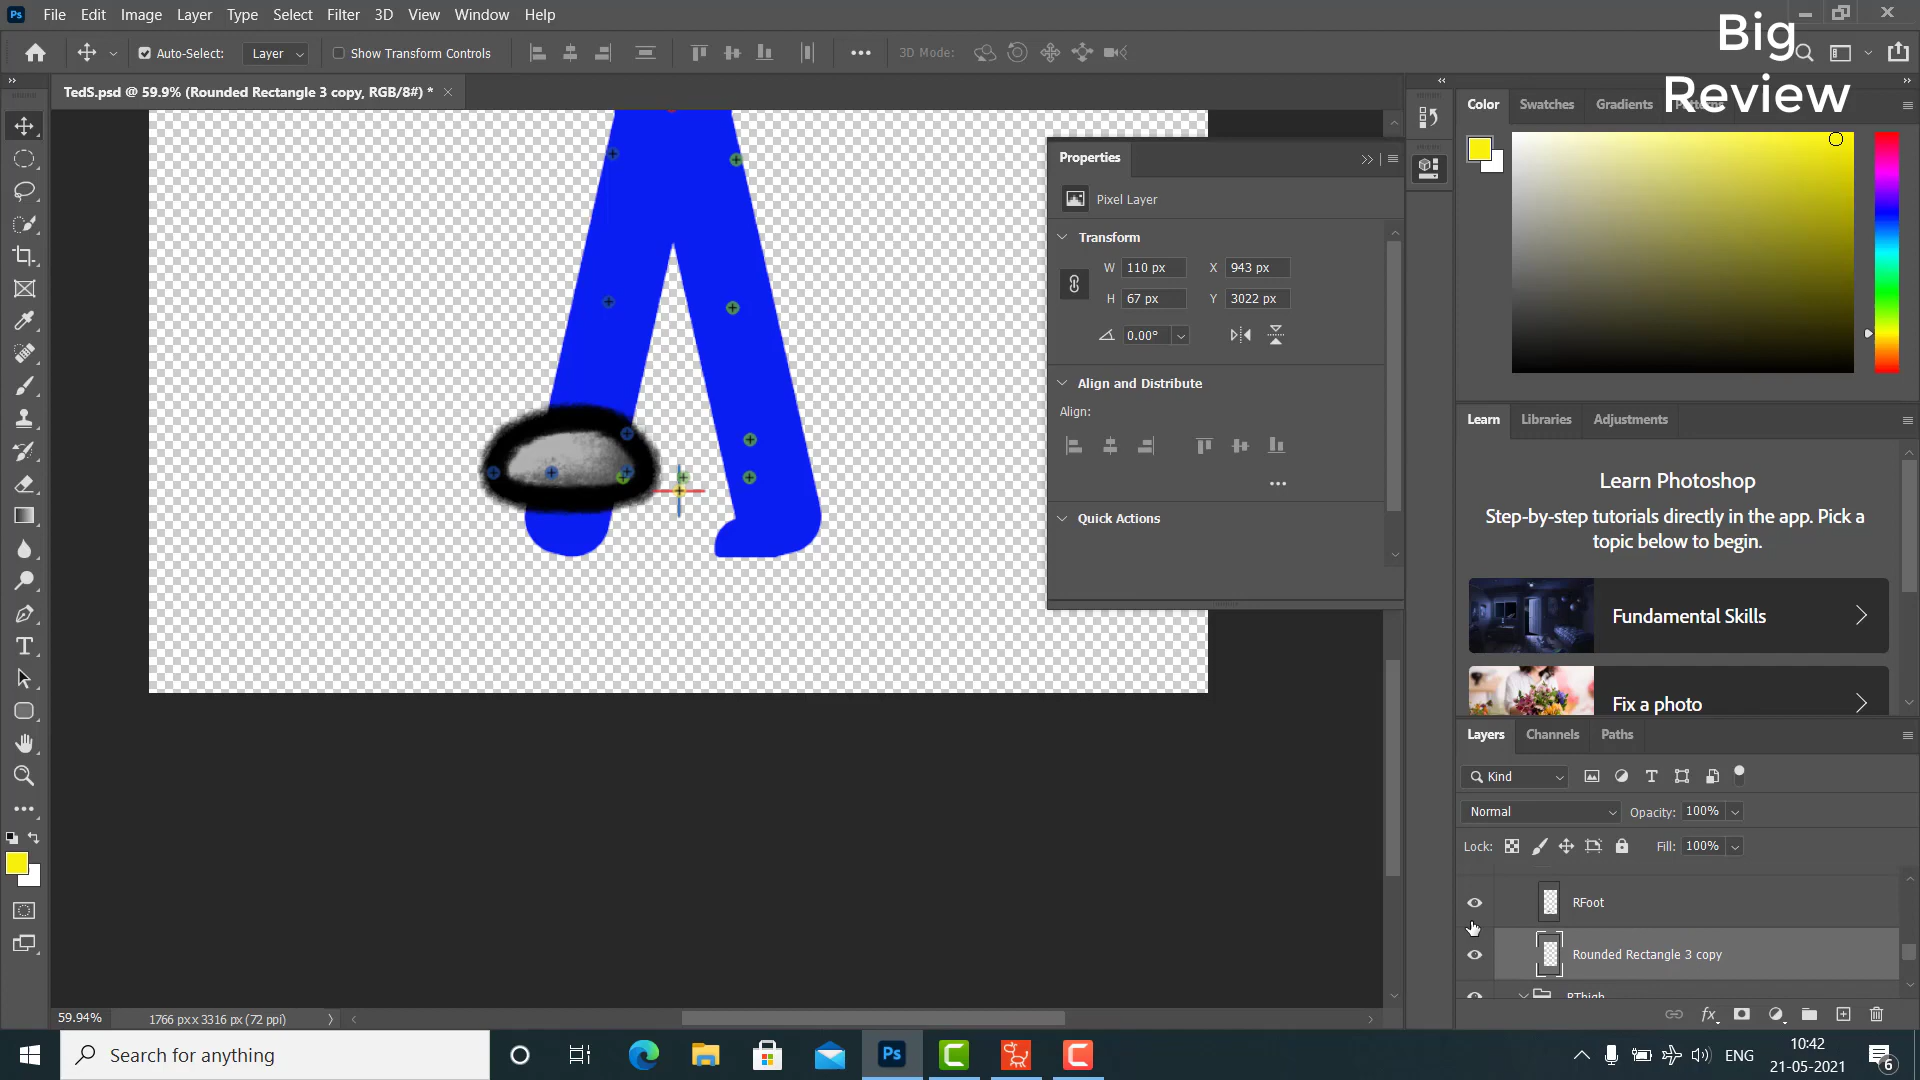 Ps File Edit Image Layer Type Select Filter 3D View Window Help
Big
Review
Auto-Select: Layer Show Transform Controls 3D Mode:
TedS.psd @ 59.9% (Rounded Rectangle 3 copy, RGB/8#) *
Color Swatches Gradients Patterns
Properties
Pixel Layer
Transform
W 110 px X 943 px
H 67 px Y 3022 px
0.00°
Align and Distribute
Align:
Quick Actions
Learn Libraries Adjustments
Learn Photoshop
Step-by-step tutorials directly in the app. Pick a
topic below to begin.
Fundamental Skills
Fix a photo
Layers Channels Paths
Kind
Normal Opacity: 100%
Lock: Fill: 100%
RFoot
Rounded Rectangle 3 copy
RThigh
59.94% 1766 px x 3316 px (72 ppi)
Search for anything
Ps
ENG
10:42
21-05-2021
6